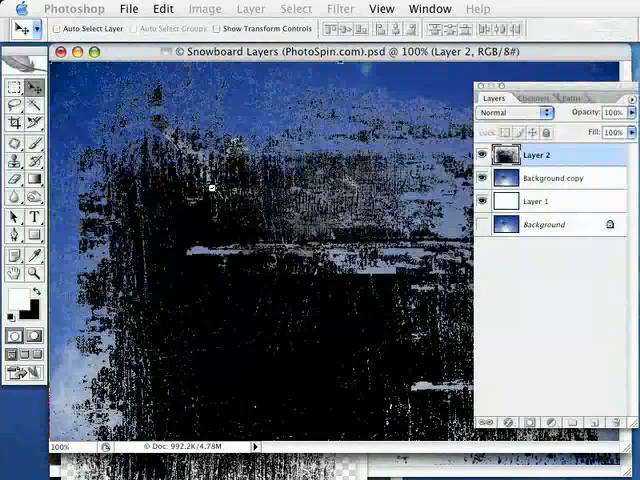 Photoshop File Edit Image Layer Select Filter View Window Help
Auto Select Layer Auto Select Groups Show Transform Controls
© Snowboard Layers (PhotoSpin.com).psd @ 100% (Layer 2, RGB/8#)
Layers Channels Paths
Normal Opacity: 100%
Lock: Fill: 100%
Layer 2
Background copy
Layer 1
Background
100% © Doc: 992.2K/4.78M